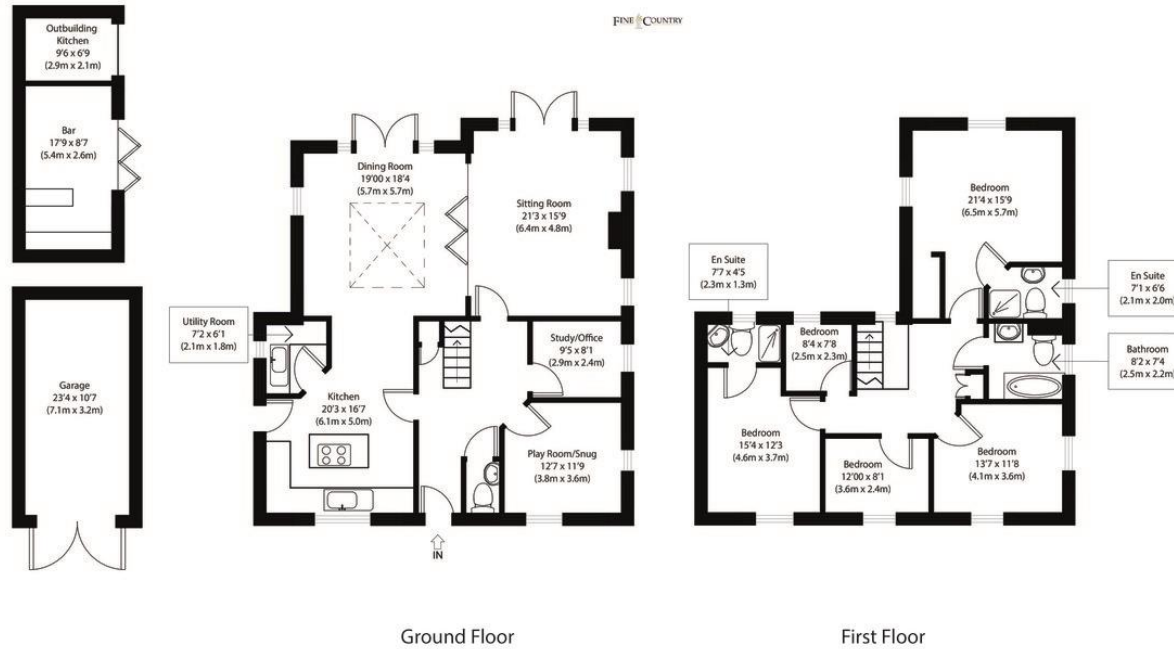 FINE & COUNTRY
Outbuilding
Kitchen
9'6 x 6'9
(2.9m x 2.1m)
Bar
17'9 x 8'7
(5.4m x 2.6m)
Garage
23'4 x 10'7
(7.1m x 3.2m)
Dining Room
19'00 x 18'4
(5.7m x 5.7m)
Sitting Room
21'3 x 15'9
(6.4m x 4.8m)
Utility Room
7'2 x 6'1
(2.1m x 1.8m)
Study/Office
9'5 x 8'1
(2.9m x 2.4m)
Kitchen
20'3 x 16'7
(6.1m x 5.0m)
Play Room/Snug
12'7 x 11'9
(3.8m x 3.6m)
IN
Ground Floor
Bedroom
21'4 x 15'9
(6.5m x 5.7m)
En Suite
7'7 x 4'5
(2.3m x 1.3m)
En Suite
7'1 x 6'6
(2.1m x 2.0m)
Bedroom
8'4 x 7'8
(2.5m x 2.3m)
Bathroom
8'2 x 7'4
(2.5m x 2.2m)
Bedroom
15'4 x 12'3
(4.6m x 3.7m)
Bedroom
12'00 x 8'1
(3.6m x 2.4m)
Bedroom
13'7 x 11'8
(4.1m x 3.6m)
First Floor